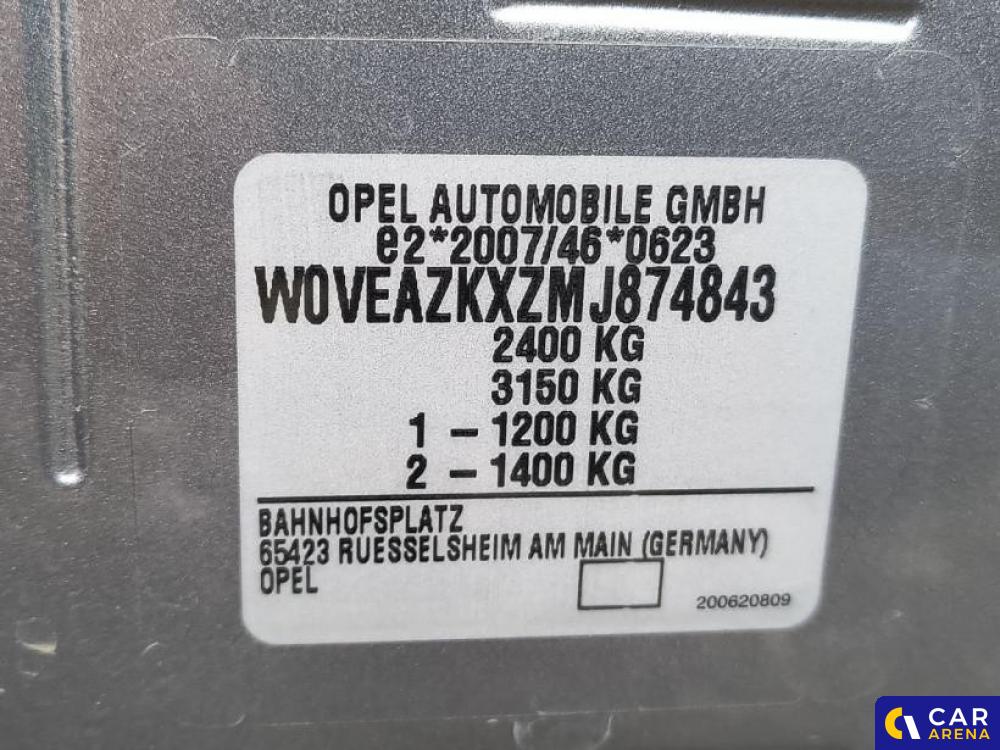 OPEL AUTOMOBILE GMBH
e2*2007/46*0623
W0VEAZKXZMJ874843
2400 KG
3150 KG
1 - 1200 KG
2 - 1400 KG
BAHNHOFSPLATZ
65423 RUESSELSHEIM AM MAIN (GERMANY)
OPEL
200620809
CAR
ARENA